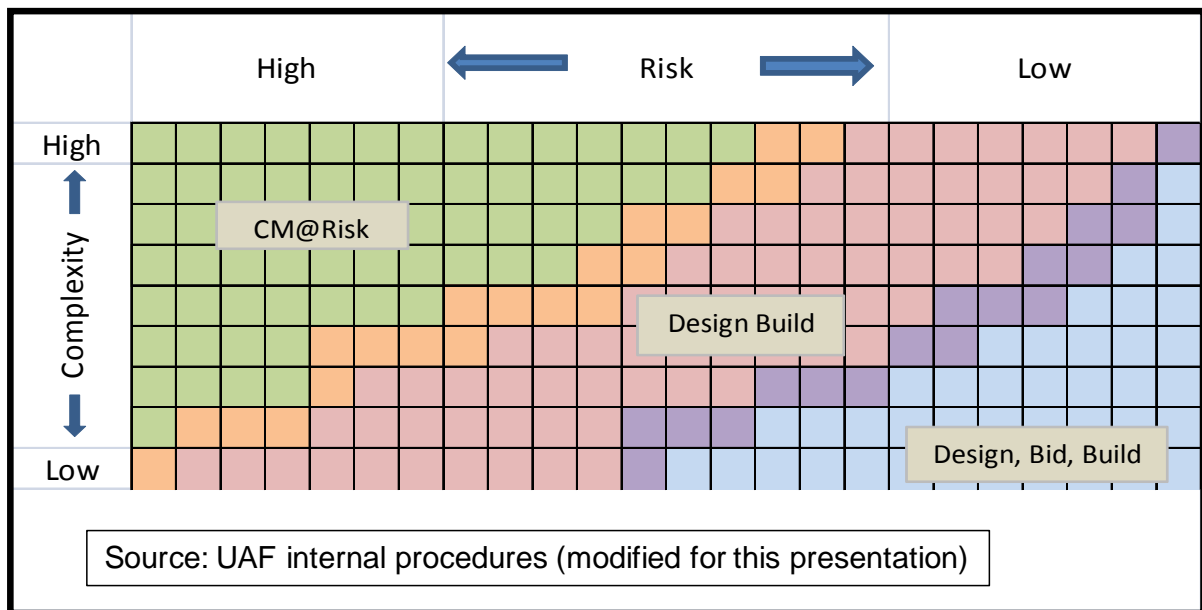 High Risk Low
High
CM@Risk
Complexity
Design Build
Design, Bid, Build
Low
Source: UAF internal procedures (modified for this presentation)